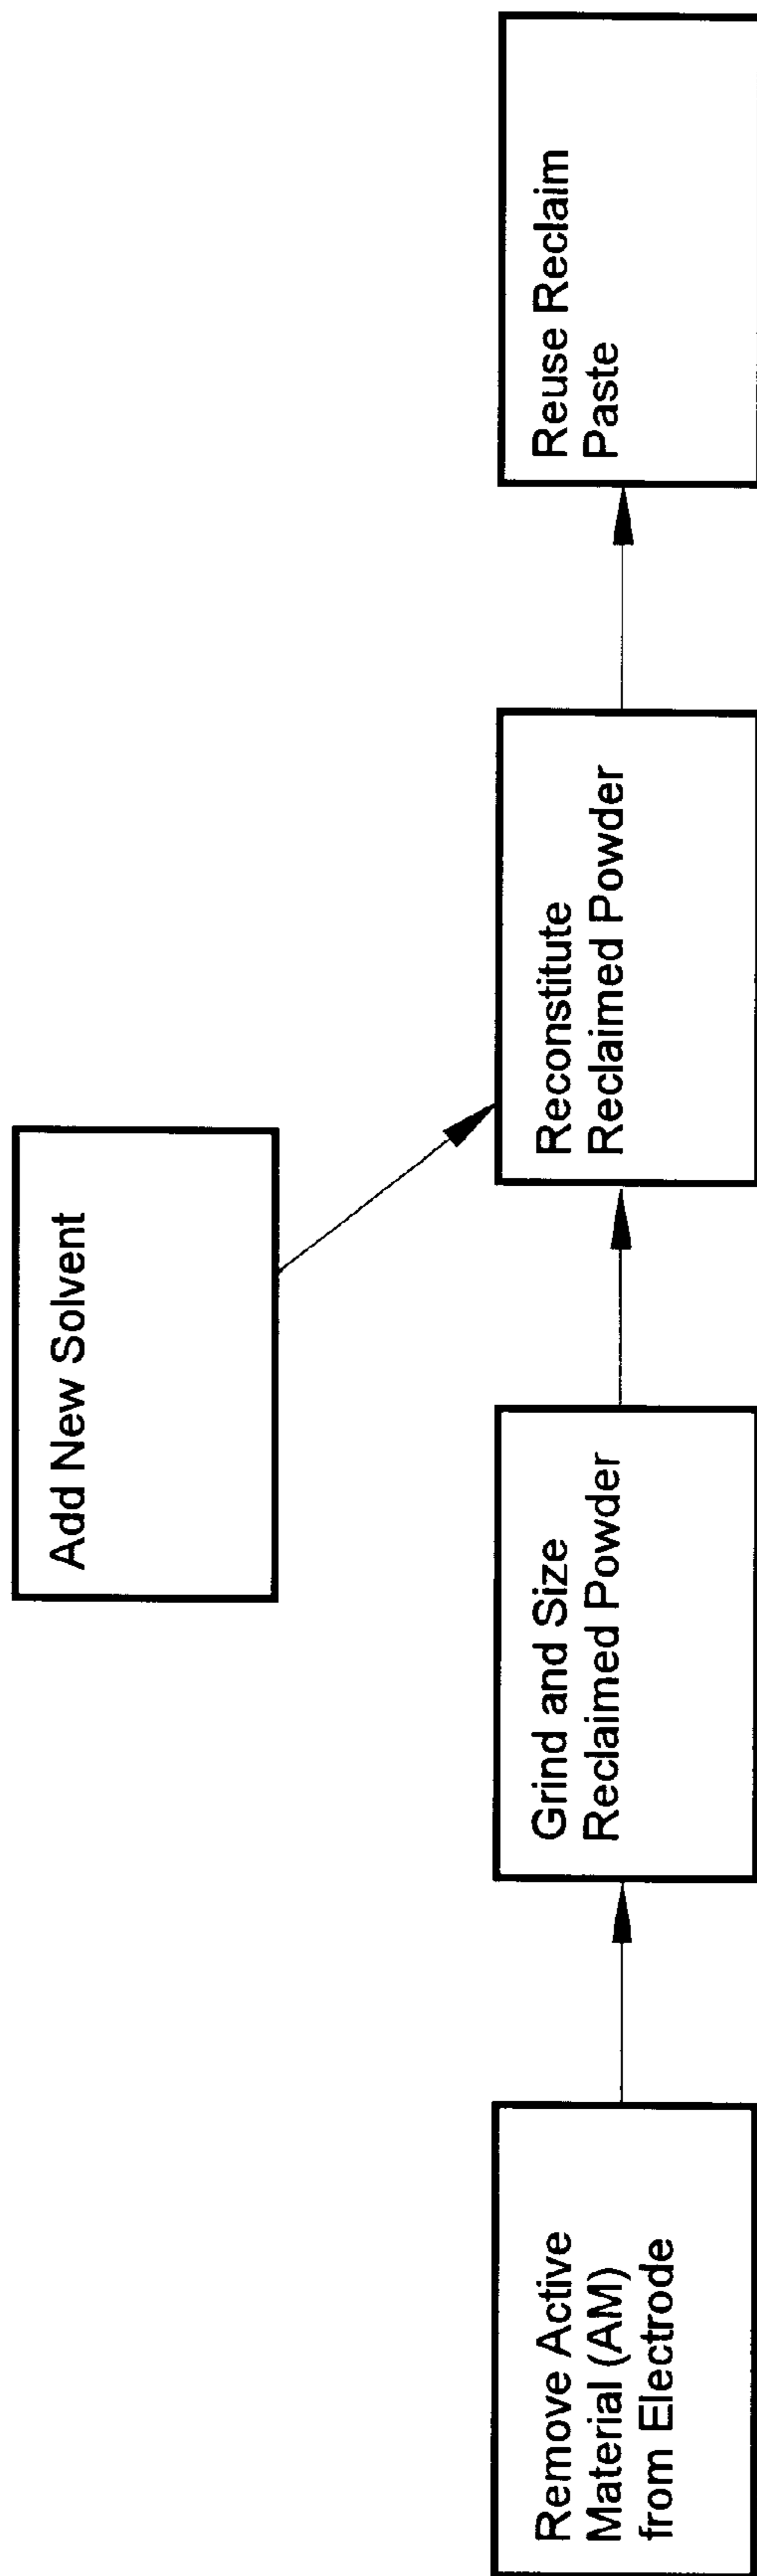 Add New Solvent
Remove Active
Material (AM)
from Electrode
Grind and Size
Reclaimed Powder
Reconstitute
Reclaimed Powder
Reuse Reclaim
Paste